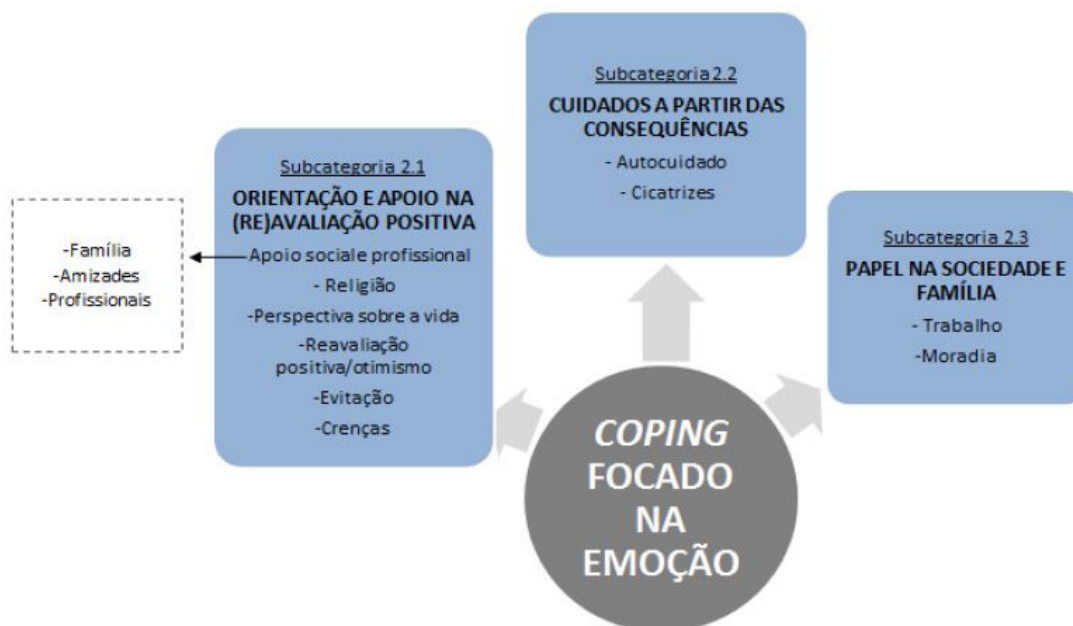 Subcategoria 2.2
CUIDADOS A PARTIR DAS
CONSEQUÊNCIAS
- Autocuidado
- Cicatrizes
Subcategoria 2.1
ORIENTAÇÃO E APOIO NA
(RE)AVALIAÇÃO POSITIVA
Apoio sociale profissional
- Religião
-Perspectiva sobre a vida
-Reavaliação
positiva/otimismo
-Evitação
-Crenças
-Família
-Amizades
-Profissionais
Subcategoria 2.3
PAPEL NA SOCIEDADE E
FAMÍLIA
- Trabalho
-Moradia
COPING
FOCADO
NA
EMOÇÃO